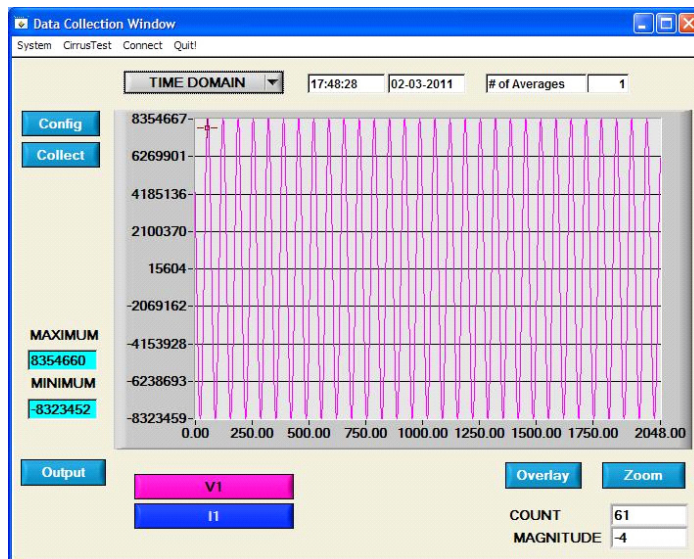 Data Collection Window
System CirrusTest Connect Quit!
TIME DOMAIN 17:48:28 02-03-2011 # of Averages 1
Config
Collect
8354667
6269901
4185136
2100370
15604
-2069162
-4153928
-6238693
-8323459
0.00 250.00 500.00 750.00 1000.00 1250.00 1500.00 1750.00 2048.00
MAXIMUM
8354660
MINIMUM
-8323452
Output
V1
I1
Overlay Zoom
COUNT 61
MAGNITUDE -4